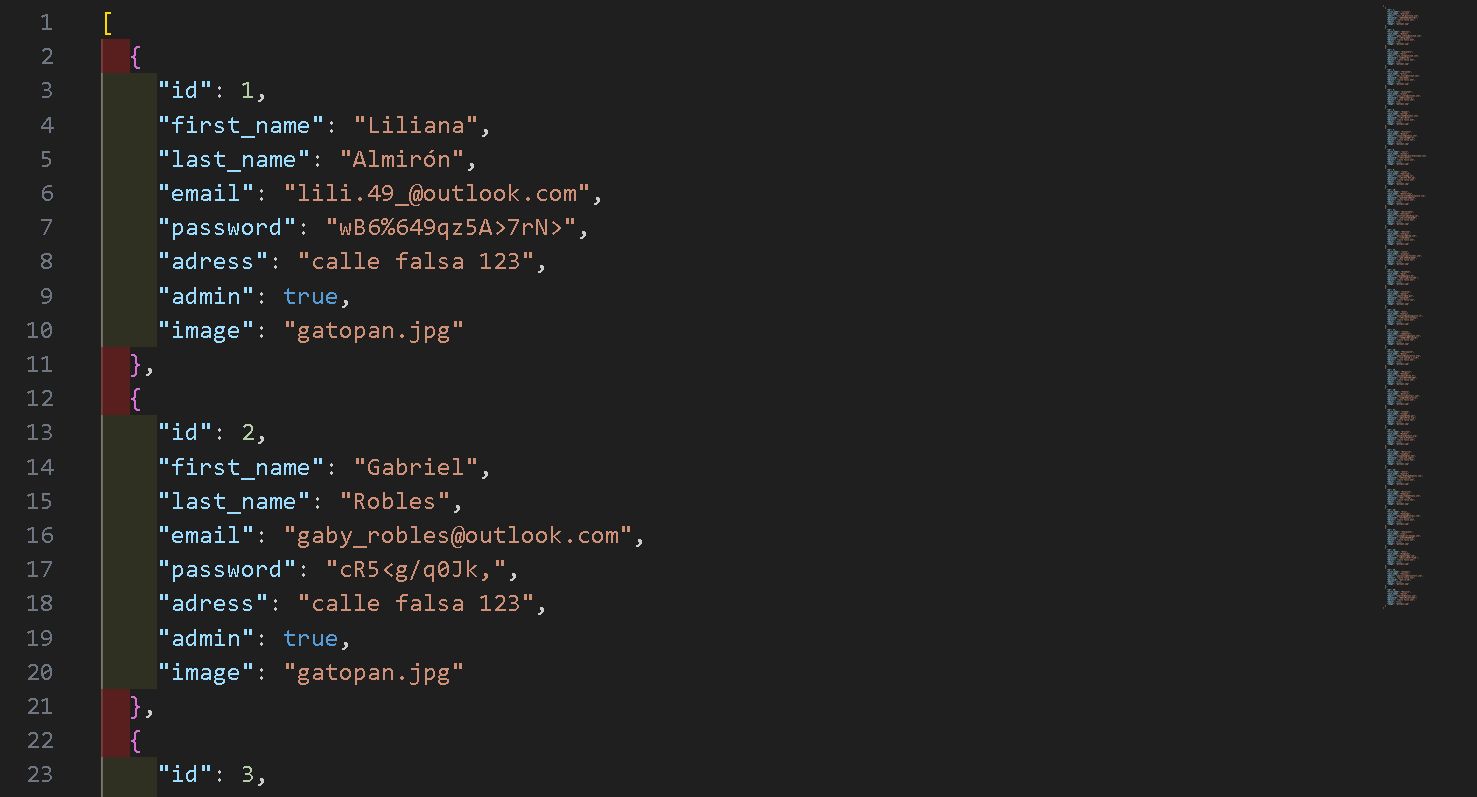 1 [
2 {
3 "id": 1,
4 "first_name": "Liliana",
5 "last_name": "Almirón",
6 "email": "lili.49_@outlook.com",
7 "password": "wB6%649qz5A>7rN>",
8 "adress": "calle falsa 123",
9 "admin": true,
10 "image": "gatopan.jpg"
11 },
12 {
13 "id": 2,
14 "first_name": "Gabriel",
15 "last_name": "Robles",
16 "email": "gaby_robles@outlook.com",
17 "password": "cR5<g/q0Jk,",
18 "adress": "calle falsa 123",
19 "admin": true,
20 "image": "gatopan.jpg"
21 },
22 {
23 "id": 3,